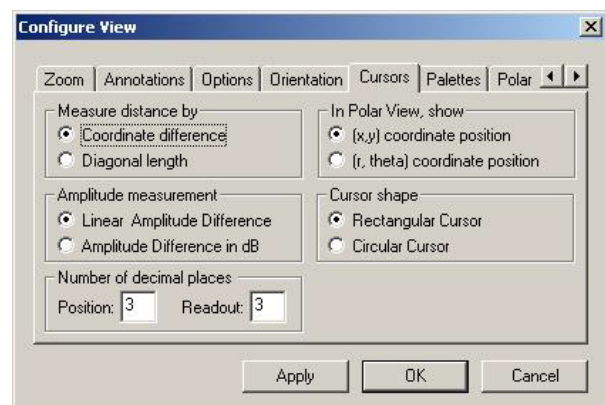 Configure View
Zoom Annotations Options Orientation Cursors Palettes Polar
Measure distance by
Coordinate difference
Diagonal length
In Polar View, show
(x,y) coordinate position
(r, theta) coordinate position
Amplitude measurement
Linear Amplitude Difference
Amplitude Difference in dB
Cursor shape
Rectangular Cursor
Circular Cursor
Number of decimal places
Position: 3 Readout: 3
Apply OK Cancel